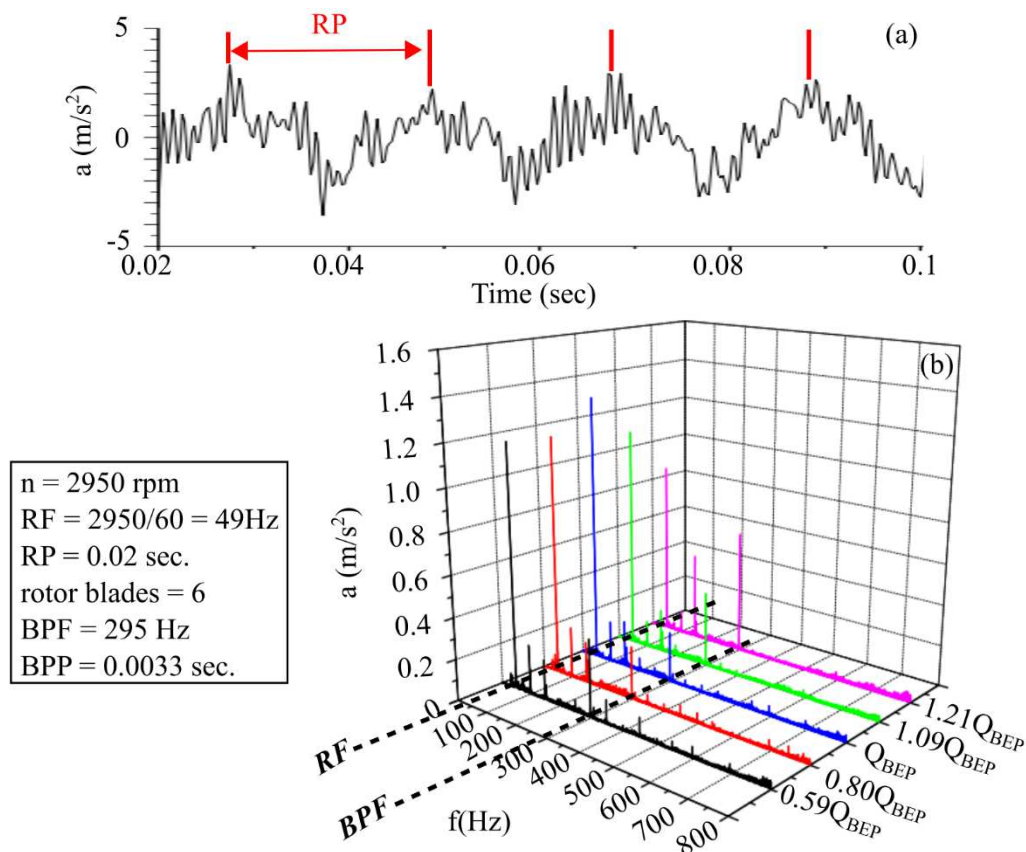 RP
(a)
5
0
-5
a (m/s²)
0.02
0.04
0.06
0.08
0.1
Time (sec)
(b)
1.6
1.4
1.2
1.0
0.8
0.6
0.4
0.2
0
a (m/s²)
n = 2950 rpm
RF = 2950/60 = 49Hz
RP = 0.02 sec.
rotor blades = 6
BPF = 295 Hz
BPP = 0.0033 sec.
RF
BPF
100
200
300
400
500
600
700
800
f(Hz)
1.21Q_BEP
1.09Q_BEP
Q_BEP
0.80Q_BEP
0.59Q_BEP